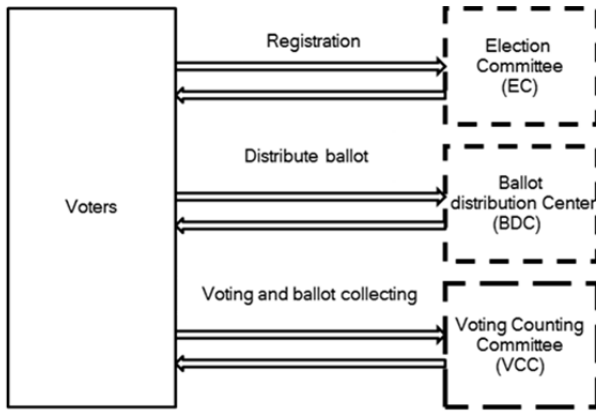 Voters
Registration
Election
Committee
(EC)
Distribute ballot
Ballot
distribution Center
(BDC)
Voting and ballot collecting
Voting Counting
Committee
(VCC)